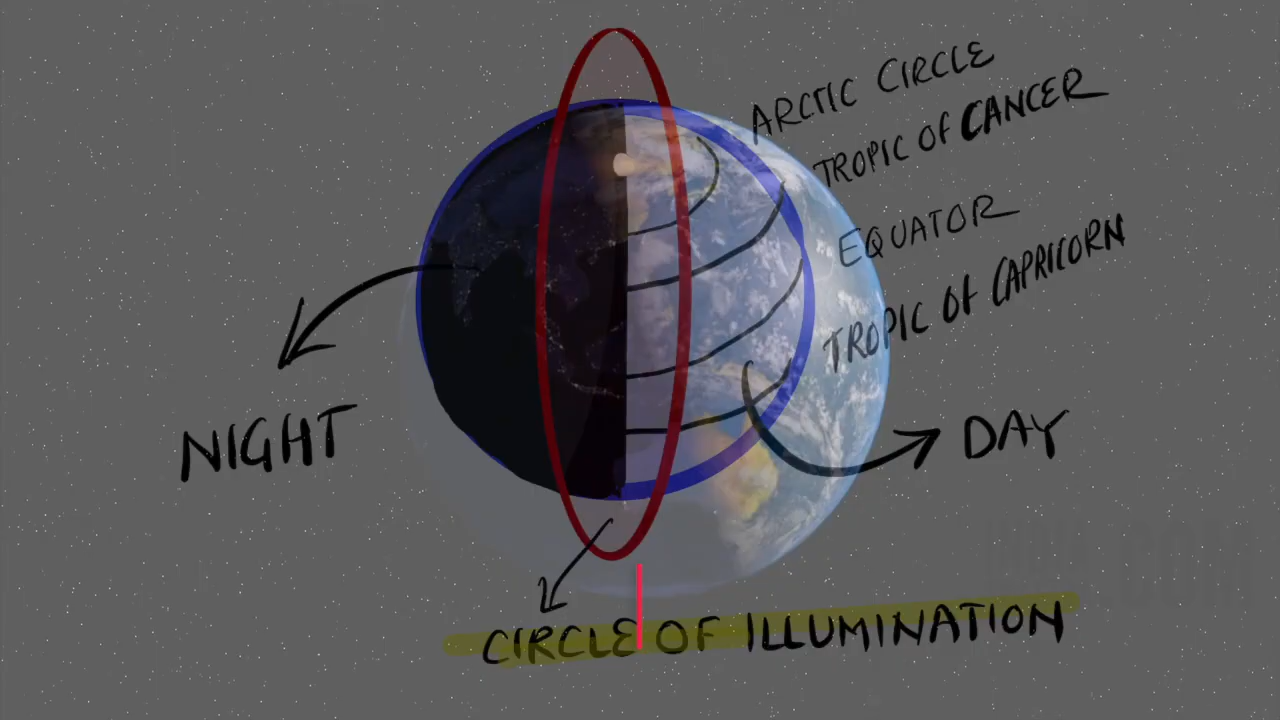 ARCTIC CIRCLE
TROPIC OF CANCER
EQUATOR
TROPIC OF CAPRICORN
NIGHT
DAY
CIRCLE OF ILLUMINATION